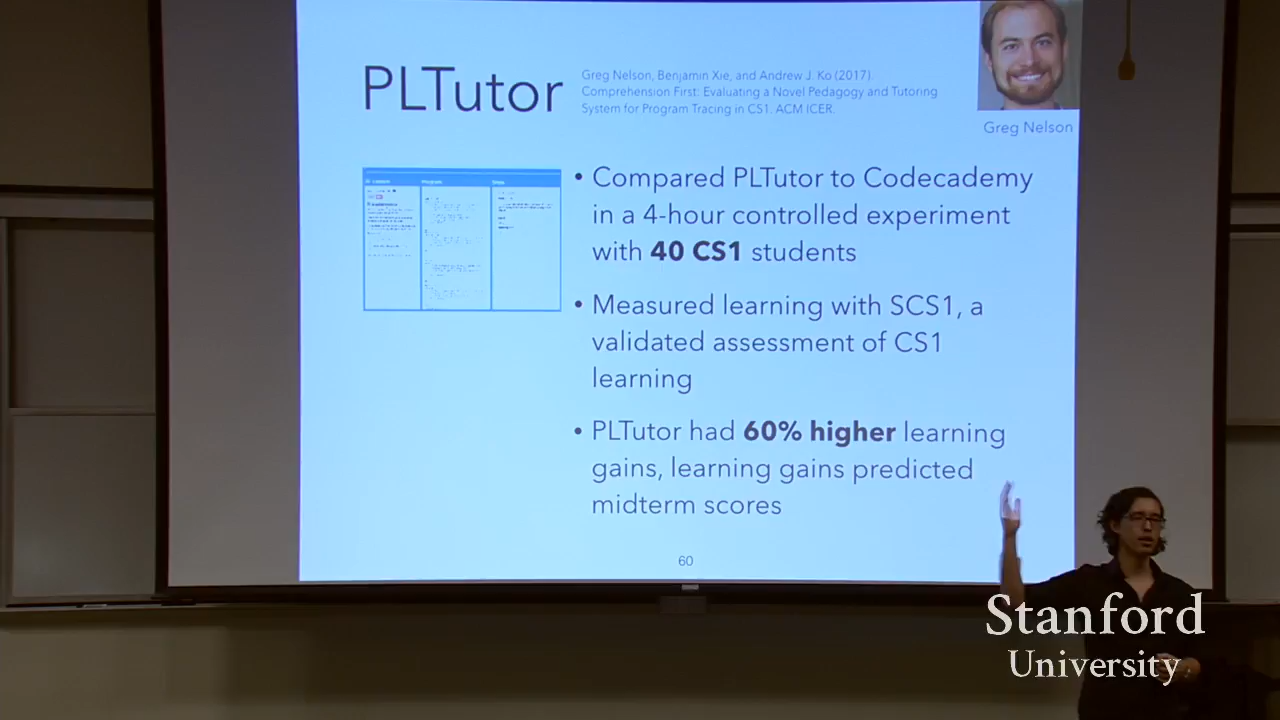 PLTutor
Greg Nelson, Benjamin Xie, and Andrew J. Ko (2017).
Comprehension First: Evaluating a Novel Pedagogy and Tutoring
System for Program Tracing in CS1. ACM ICER.
Greg Nelson
• Compared PLTutor to Codecademy
in a 4-hour controlled experiment
with 40 CS1 students
• Measured learning with SCS1, a
validated assessment of CS1
learning
• PLTutor had 60% higher learning
gains, learning gains predicted
midterm scores
60
Stanford
University